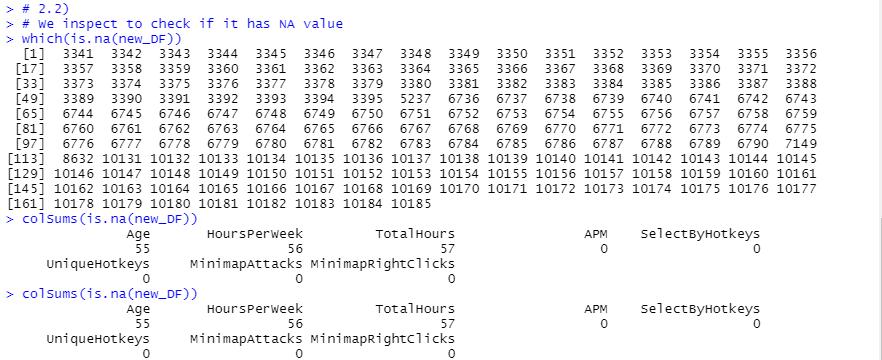 > # 2.2)
> # We inspect to check if it has NA value
> which(is.na(new_DF))
[1] 3341 3342 3343 3344 3345 3346 3347 3348 3349 3350 3351 3352 3353 3354 3355 3356
[17] 3357 3358 3359 3360 3361 3362 3363 3364 3365 3366 3367 3368 3369 3370 3371 3372
[33] 3373 3374 3375 3376 3377 3378 3379 3380 3381 3382 3383 3384 3385 3386 3387 3388
[49] 3389 3390 3391 3392 3393 3394 3395 5237 6736 6737 6738 6739 6740 6741 6742 6743
[65] 6744 6745 6746 6747 6748 6749 6750 6751 6752 6753 6754 6755 6756 6757 6758 6759
[81] 6760 6761 6762 6763 6764 6765 6766 6767 6768 6769 6770 6771 6772 6773 6774 6775
[97] 6776 6777 6778 6779 6780 6781 6782 6783 6784 6785 6786 6787 6788 6789 6790 7149
[113] 8632 10131 10132 10133 10134 10135 10136 10137 10138 10139 10140 10141 10142 10143 10144 10145
[129] 10146 10147 10148 10149 10150 10151 10152 10153 10154 10155 10156 10157 10158 10159 10160 10161
[145] 10162 10163 10164 10165 10166 10167 10168 10169 10170 10171 10172 10173 10174 10175 10176 10177
[161] 10178 10179 10180 10181 10182 10183 10184 10185
> colSums(is.na(new_DF))
Age HoursPerWeek TotalHours APM SelectByHotkeys
55 56 57 0 0
UniqueHotkeys MinimapAttacks MinimapRightClicks
0 0 0
> colSums(is.na(new_DF))
Age HoursPerWeek TotalHours APM SelectByHotkeys
55 56 57 0 0
UniqueHotkeys MinimapAttacks MinimapRightClicks
0 0 0